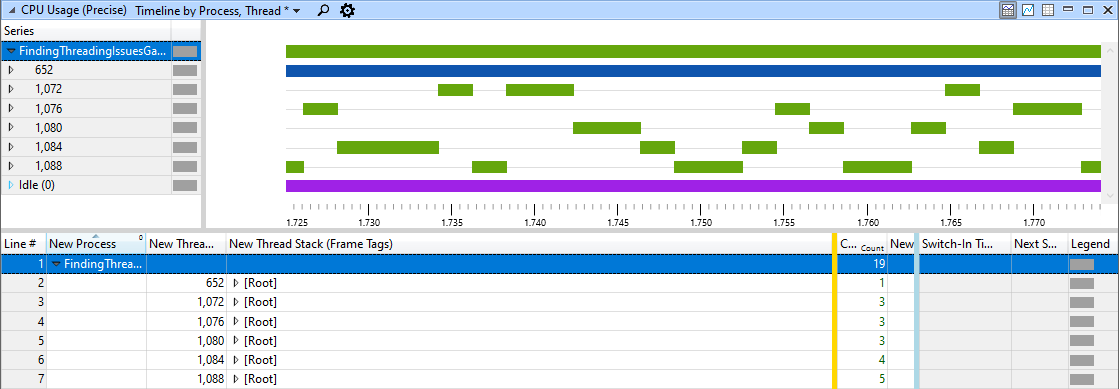 CPU Usage (Precise) Timeline by Process, Thread *
Series
FindingThreadingIssuesGa...
652
1,072
1,076
1,080
1,084
1,088
Idle (0)
1.725 1.730 1.735 1.740 1.745 1.750 1.755 1.760 1.765 1.770
Line # New Process 0 New Threa... New Thread Stack (Frame Tags) C... Count New Switch-In Ti... Next S... Legend
1 FindingThrea... 19
2 652 [Root] 1
3 1,072 [Root] 3
4 1,076 [Root] 3
5 1,080 [Root] 3
6 1,084 [Root] 4
7 1,088 [Root] 5